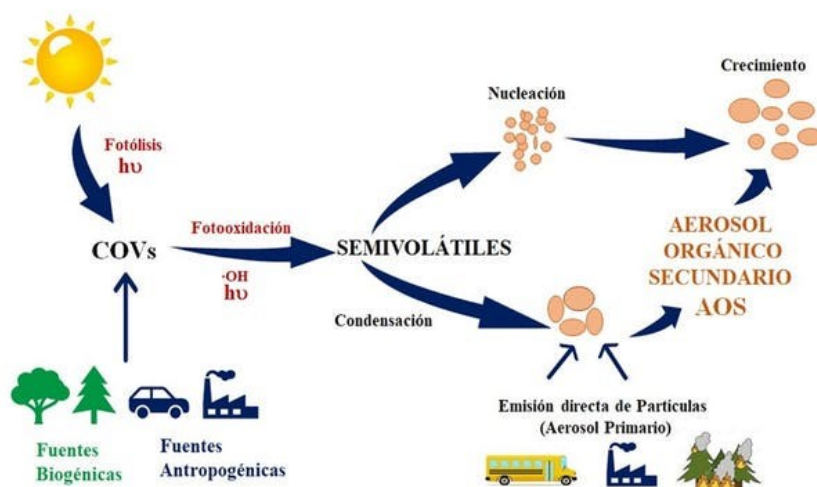 Crecimiento
Nucleación
Fotólisis
hυ
Fotooxidación
COVs
SEMIVOLÁTILES
·OH
hυ
AEROSOL
ORGÁNICO
SECUNDARIO
AOS
Condensación
Emisión directa de Particulas
(Aerosol Primario)
Fuentes
Biogénicas
Fuentes
Antropogénicas